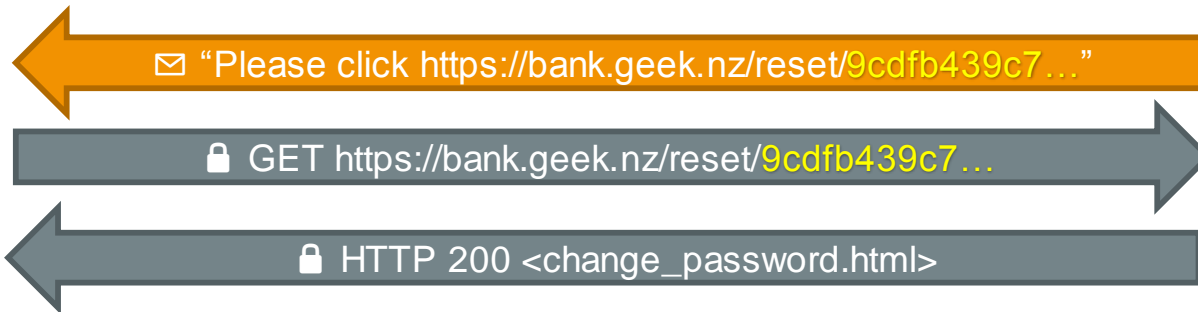 “Please click https://bank.geek.nz/reset/9cdfb439c7…”
GET https://bank.geek.nz/reset/9cdfb439c7…
HTTP 200 <change_password.html>